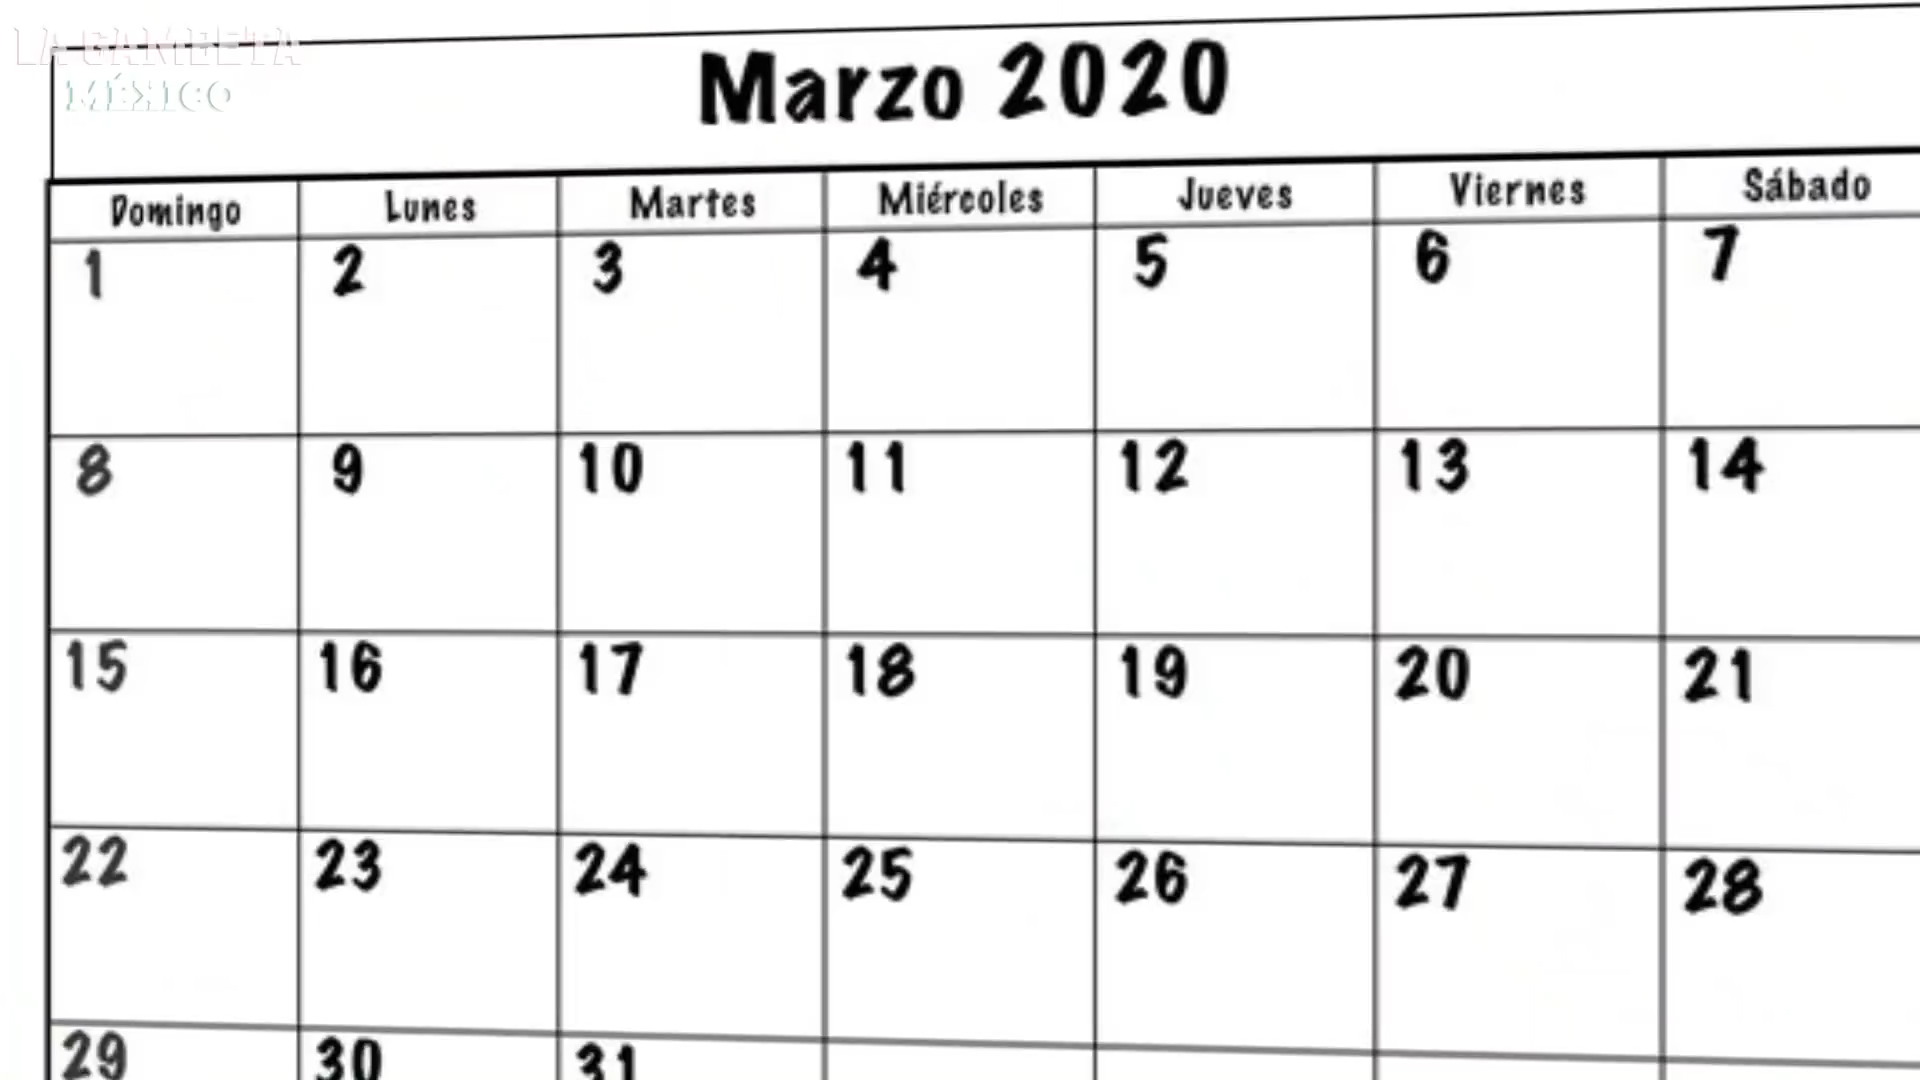 LA GAMBETA
MÉXICO
Marzo 2020
Domingo Lunes Martes Miércoles Jueves Viernes Sábado
1 2 3 4 5 6 7
8 9 10 11 12 13 14
15 16 17 18 19 20 21
22 23 24 25 26 27 28
29 30 31